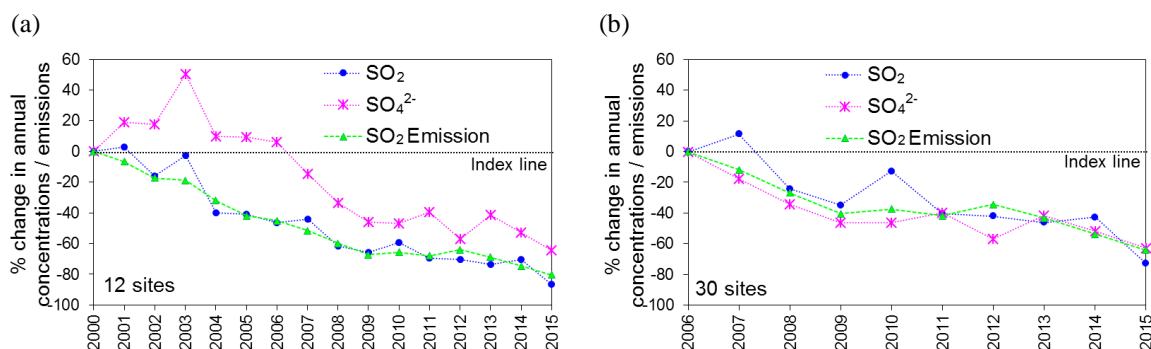 (a)
% change in annual
concentrations / emissions
60
40
20
0
-20
-40
-60
-80
-100
SO₂
SO₄²⁻
SO₂ Emission
Index line
12 sites
2000
2001
2002
2003
2004
2005
2006
2007
2008
2009
2010
2011
2012
2013
2014
2015
(b)
% change in annual
concentrations / emissions
60
40
20
0
-20
-40
-60
-80
-100
SO₂
SO₄²⁻
SO₂ Emission
Index line
30 sites
2006
2007
2008
2009
2010
2011
2012
2013
2014
2015